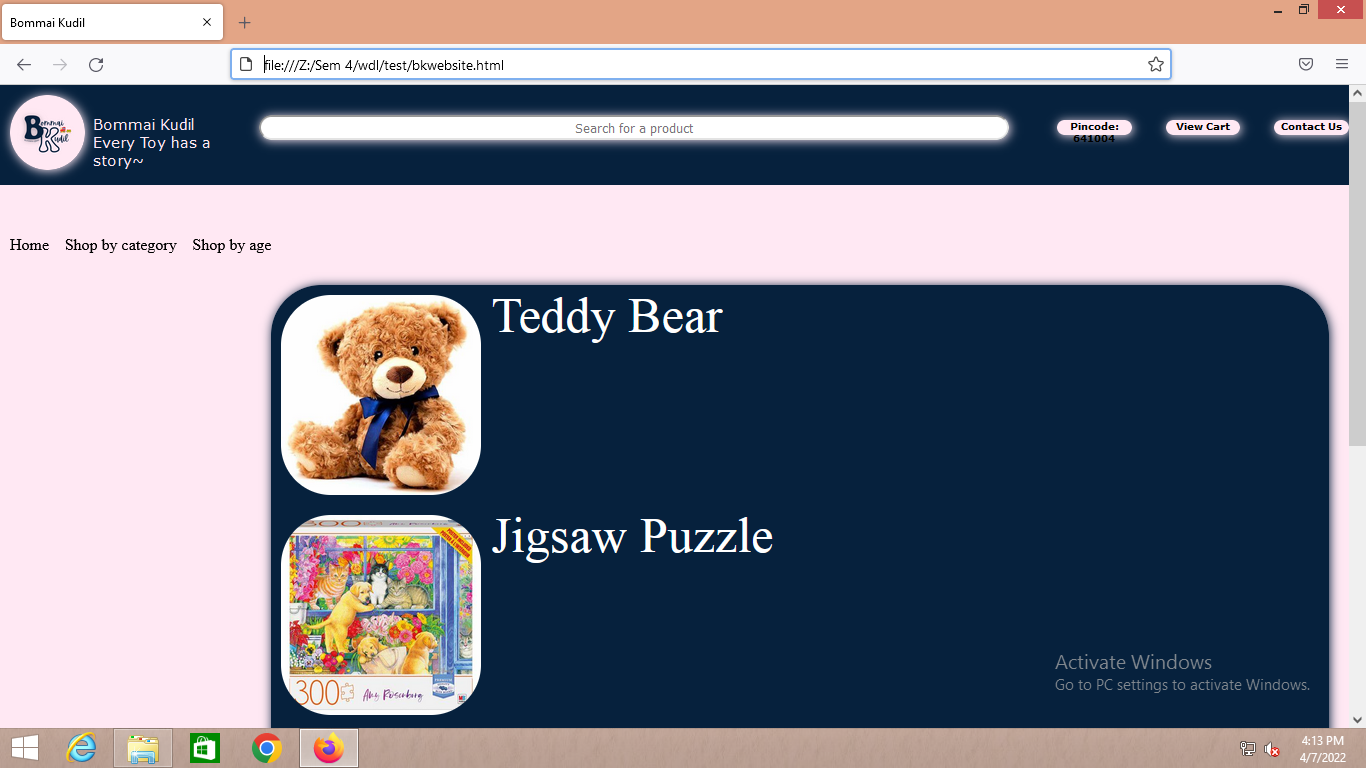 Bommai Kudil
file:///Z:/Sem 4/wdl/test/bkwebsite.html
Bommai
Kudil
Bommai Kudil
Every Toy has a
story~
Search for a product
Pincode:
641004
View Cart
Contact Us
Home Shop by category Shop by age
Teddy Bear
Jigsaw Puzzle
300
300
Amy Rosenberg
Activate Windows
Go to PC settings to activate Windows.
4:13 PM
4/7/2022